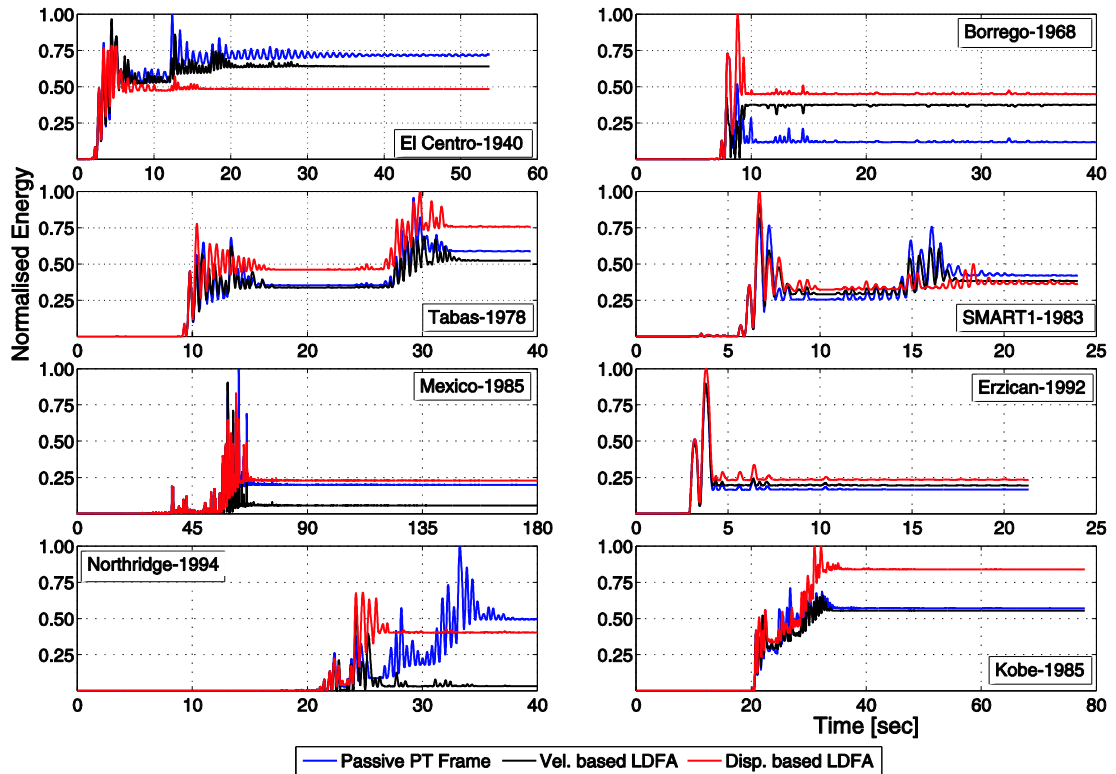 1.00
0.75
0.50
0.25
0 10 20 30 40 50 60
El Centro-1940
1.00
0.75
0.50
0.25
0 10 20 30 40
Borrego-1968
Normalised Energy
1.00
0.75
0.50
0.25
0 10 20 30 40
Tabas-1978
1.00
0.75
0.50
0.25
0 5 10 15 20 25
SMART1-1983
1.00
0.75
0.50
0.25
0 45 90 135 180
Mexico-1985
1.00
0.75
0.50
0.25
0 5 10 15 20 25
Erzican-1992
1.00
0.75
0.50
0.25
0 10 20 30 40
Northridge-1994
1.00
0.75
0.50
0.25
0 20 40 60 80
Kobe-1985
Time [sec]
Passive PT Frame Vel. based LDFA Disp. based LDFA